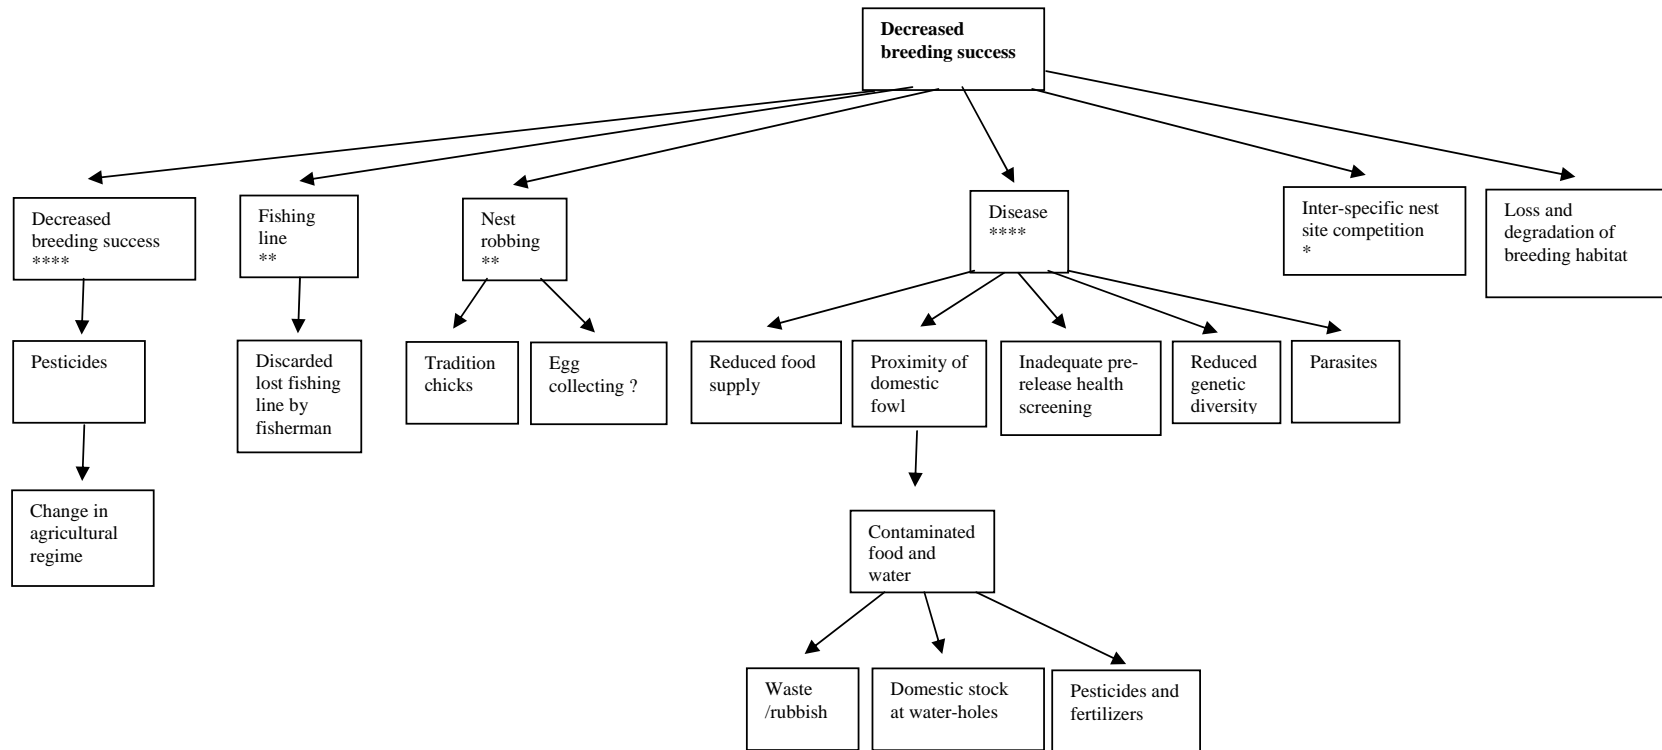 Decreased
breeding success
Decreased
breeding success
****
Fishing
line
**
Nest
robbing
**
Disease
****
Inter-specific nest
site competition
*
Loss and
degradation of
breeding habitat
Pesticides
Discarded
lost fishing
line by
fisherman
Tradition
chicks
Egg
collecting ?
Reduced food
supply
Proximity of
domestic
fowl
Inadequate pre-
release health
screening
Reduced
genetic
diversity
Parasites
Change in
agricultural
regime
Contaminated
food and
water
Waste
/rubbish
Domestic stock
at water-holes
Pesticides and
fertilizers